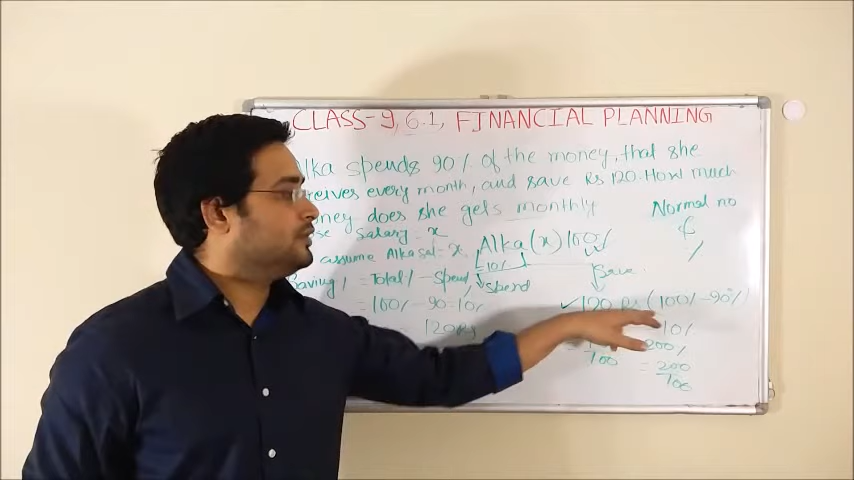 CLASS-9, 6.1, FINANCIAL PLANNING
Alka spends 90% of the money, that she
receives every month, and save Rs 120. How much
money does she gets monthly
Salary = x
assume Alka sal = x
Alka (x) 100%
10%
spend
Save
Saving % = Total % - Spend
= 100% - 90 = 10%
120 Rs
Normal no
%
✓120 Rs (100% - 90%)
10%
200%
100
= 200
100